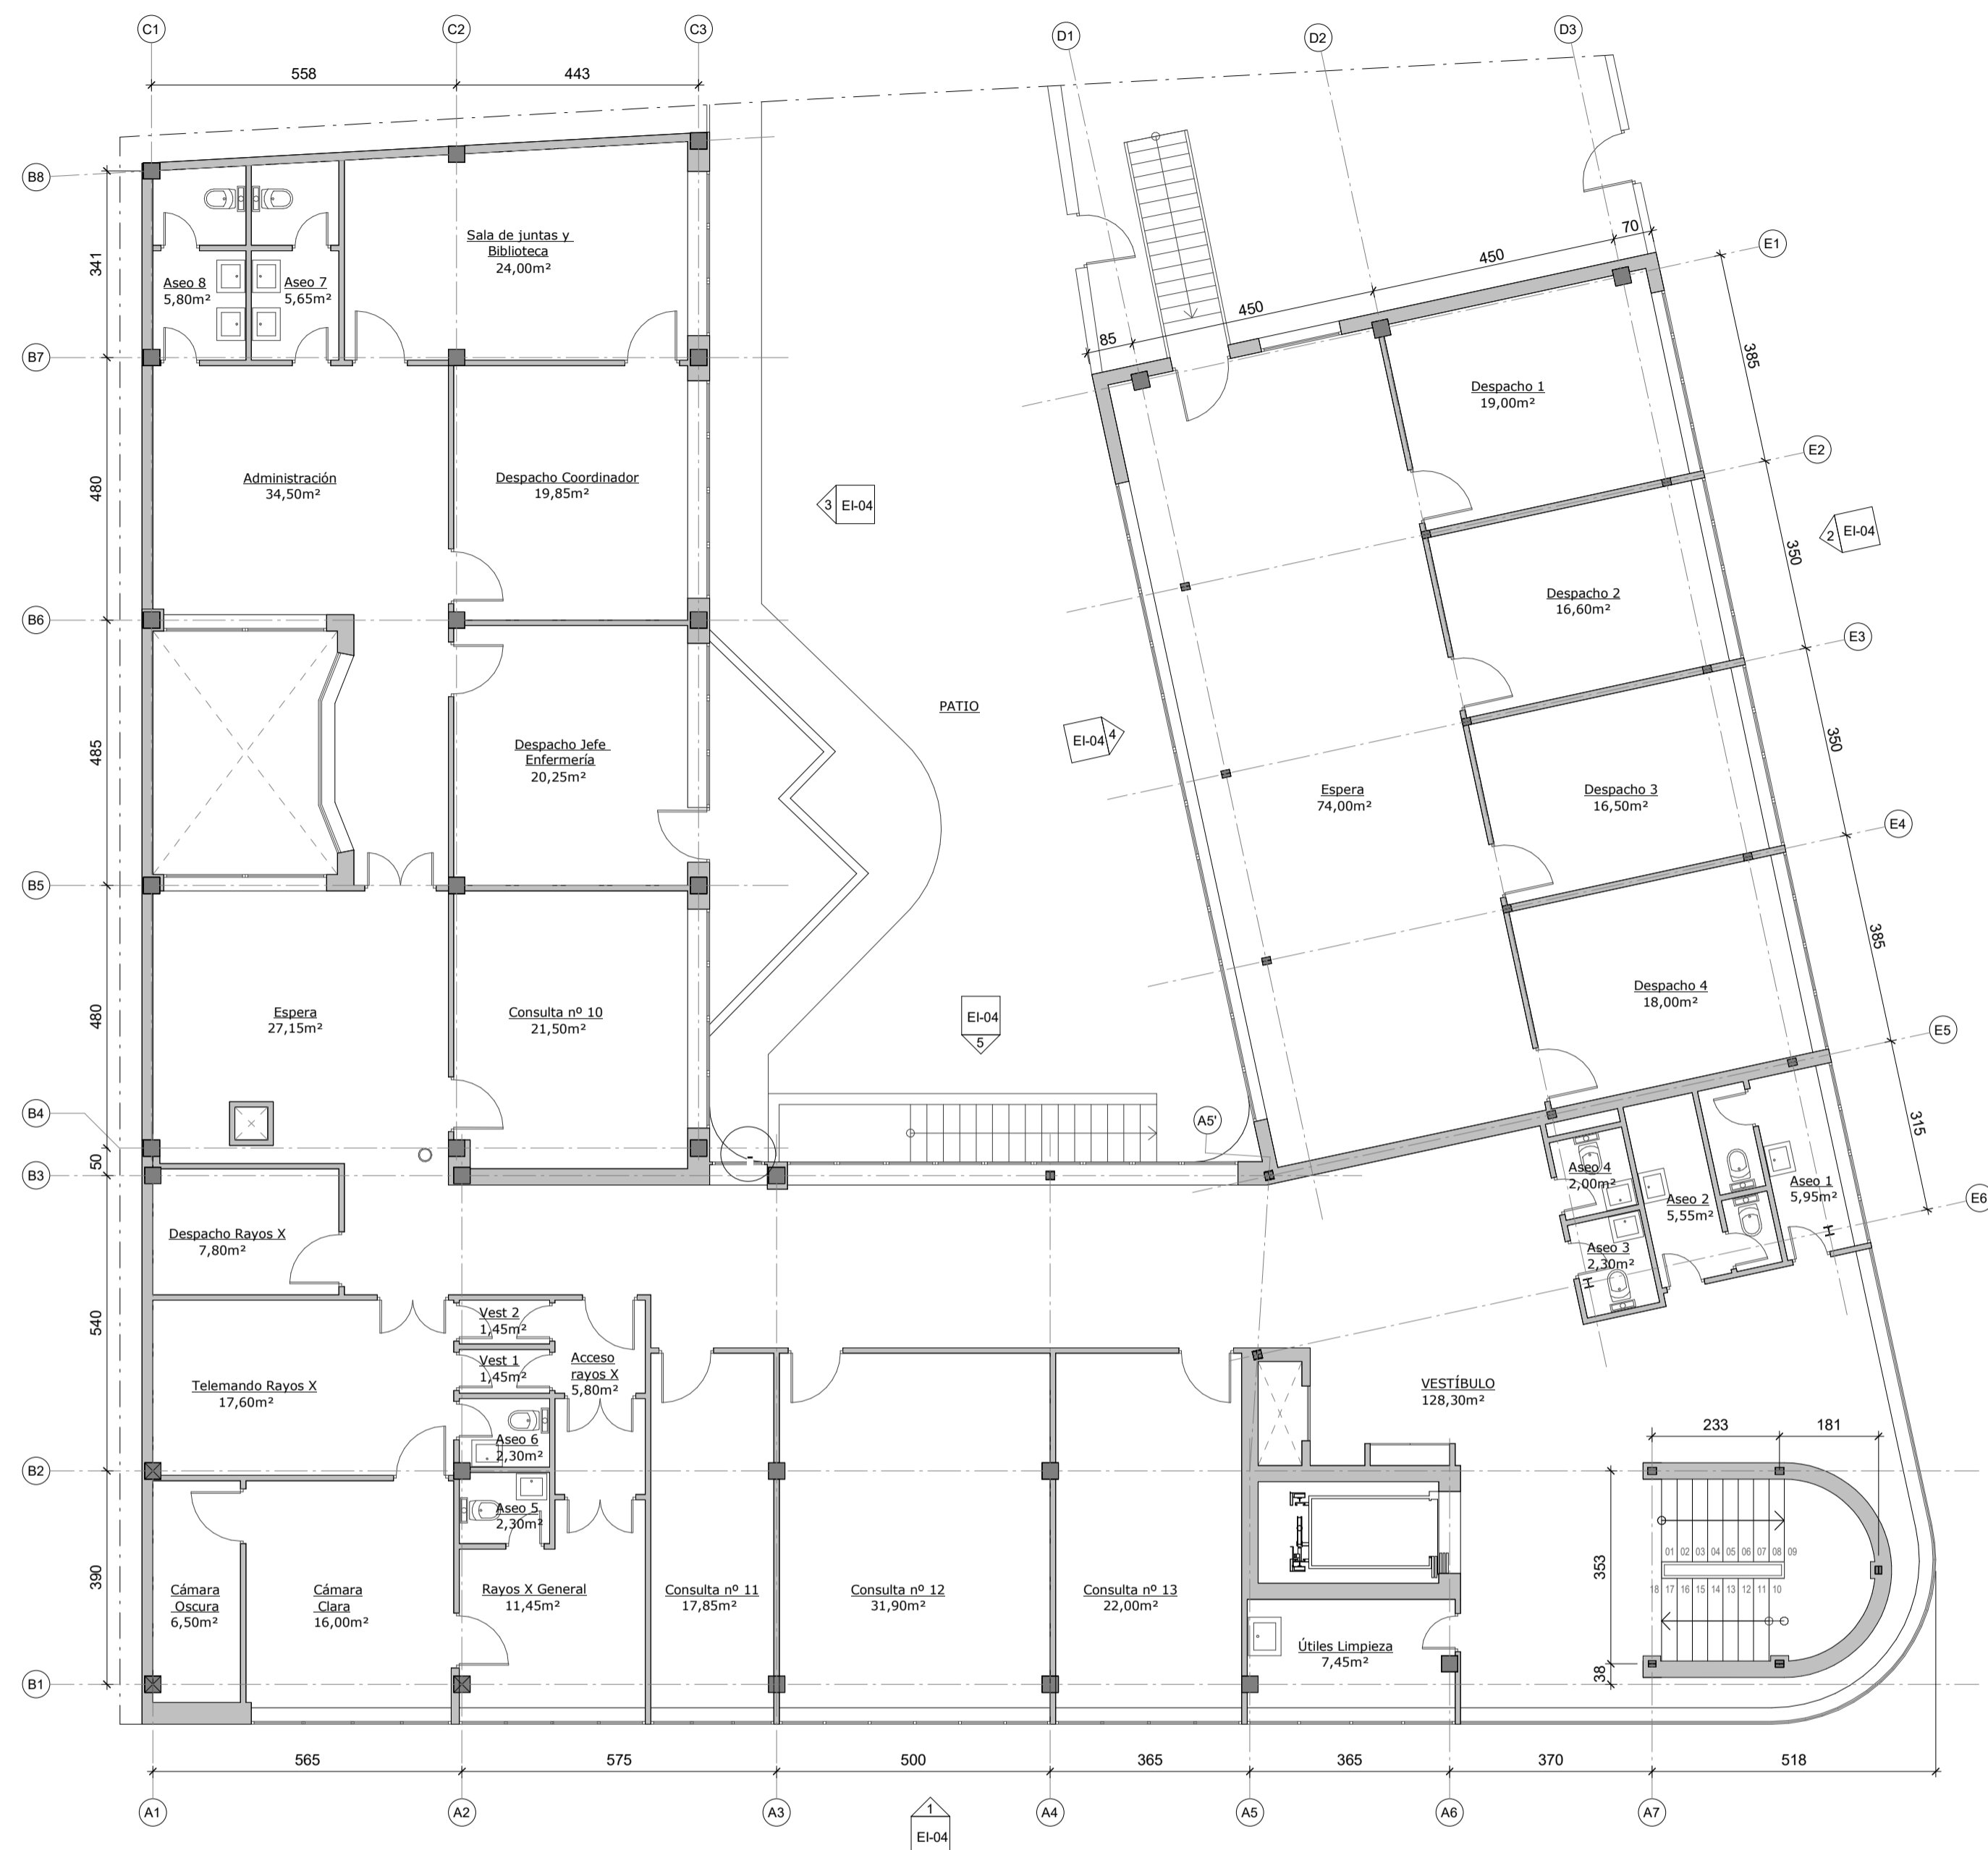 C1
C2
C3
D1
D2
D3
558
443
B8
B7
B6
B5
B4
B3
B2
B1
341
480
485
480
50
540
390
Sala de juntas y
Biblioteca
24,00m²
Aseo 8
5,80m²
Aseo 7
5,65m²
Administración
34,50m²
Despacho Coordinador
19,85m²
Despacho Jefe
Enfermería
20,25m²
Espera
27,15m²
Consulta nº 10
21,50m²
3
EI-04
PATIO
EI-04
4
EI-04
5
2
EI-04
85
450
450
70
E1
E2
E3
E4
E5
E6
385
350
350
385
315
Despacho 1
19,00m²
Despacho 2
16,60m²
Espera
74,00m²
Despacho 3
16,50m²
Despacho 4
18,00m²
A5'
Aseo 4
2,00m²
Aseo 2
5,55m²
Aseo 1
5,95m²
Aseo 3
2,30m²
Despacho Rayos X
7,80m²
Vest 2
1,45m²
Vest 1
1,45m²
Acceso
rayos X
5,80m²
Telemando Rayos X
17,60m²
Aseo 6
2,30m²
Aseo 5
2,30m²
VESTÍBULO
128,30m²
233
181
353
38
01 02 03 04 05 06 07 08 09
18 17 16 15 14 13 12 11 10
Cámara
Oscura
6,50m²
Cámara
Clara
16,00m²
Rayos X General
11,45m²
Consulta nº 11
17,85m²
Consulta nº 12
31,90m²
Consulta nº 13
22,00m²
Útiles Limpieza
7,45m²
565
575
500
365
365
370
518
A1
A2
A3
A4
A5
A6
A7
1
EI-04